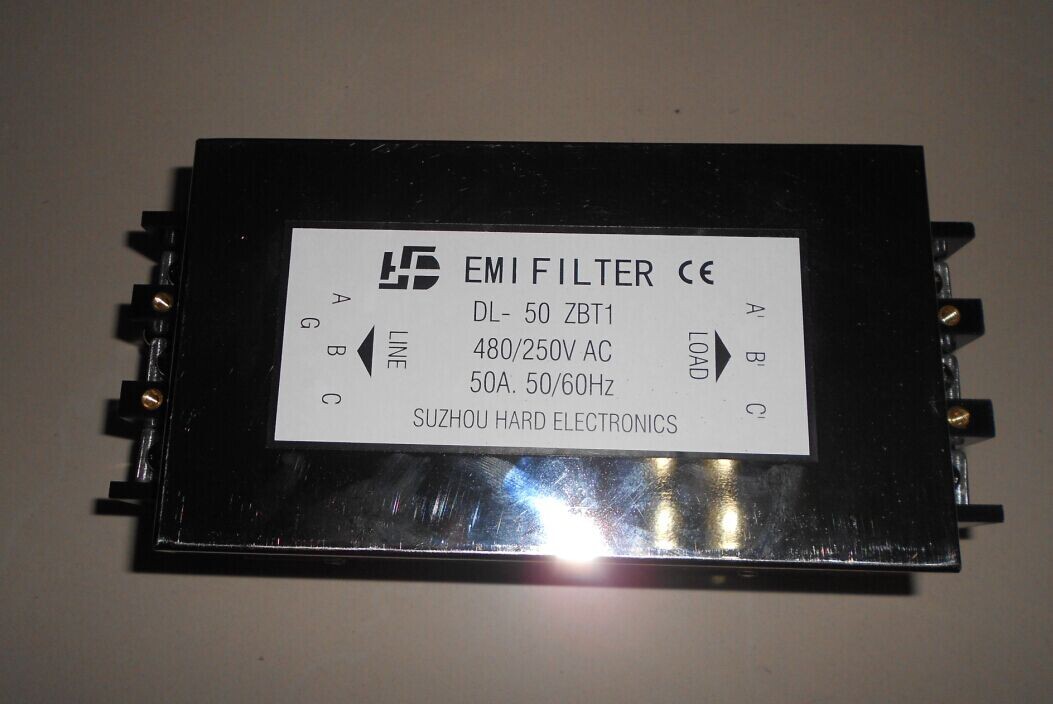 EMI FILTER CE
DL- 50 ZBT1
480/250V AC
50A. 50/60Hz
SUZHOU HARD ELECTRONICS
A
G
B
C
LINE
LOAD
A'
B'
C'